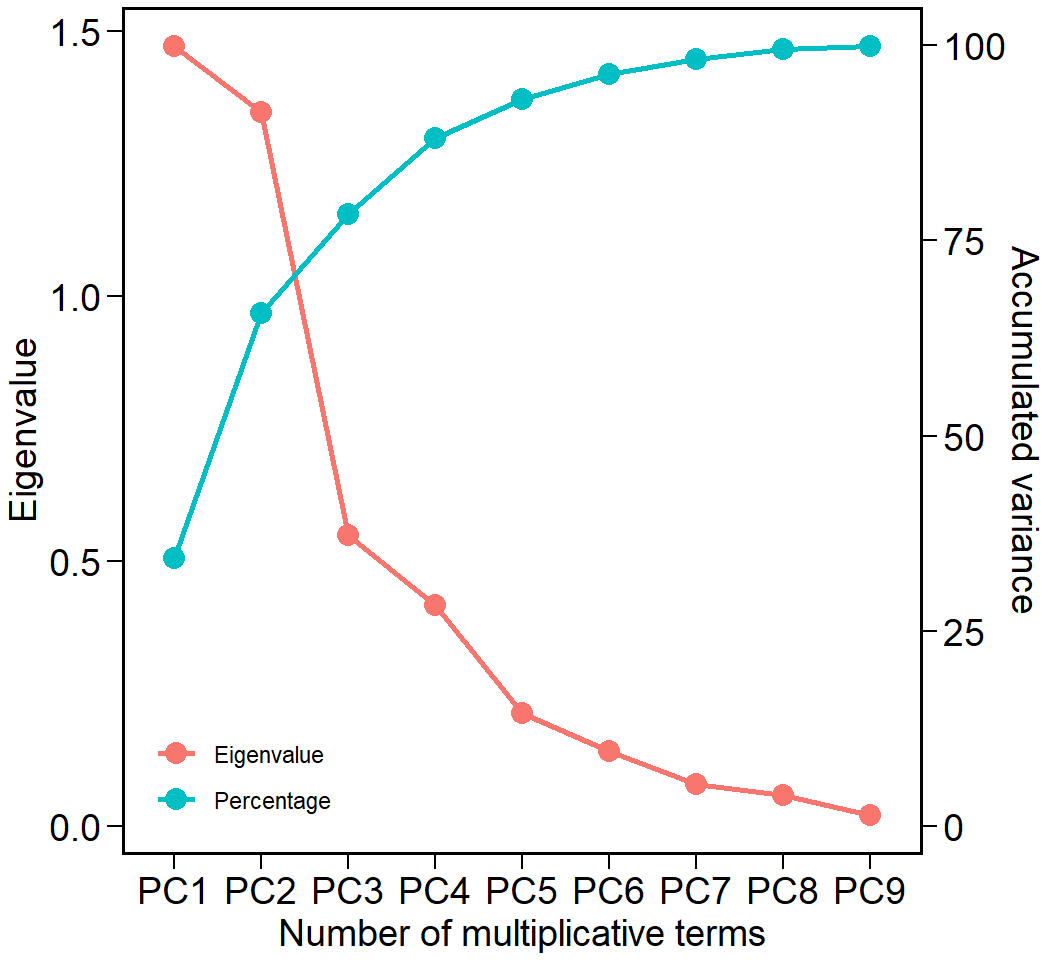 Eigenvalue
1.5
1.0
0.5
0.0
100
75
50
25
0
Accumulated variance
Eigenvalue
Percentage
PC1 PC2 PC3 PC4 PC5 PC6 PC7 PC8 PC9
Number of multiplicative terms